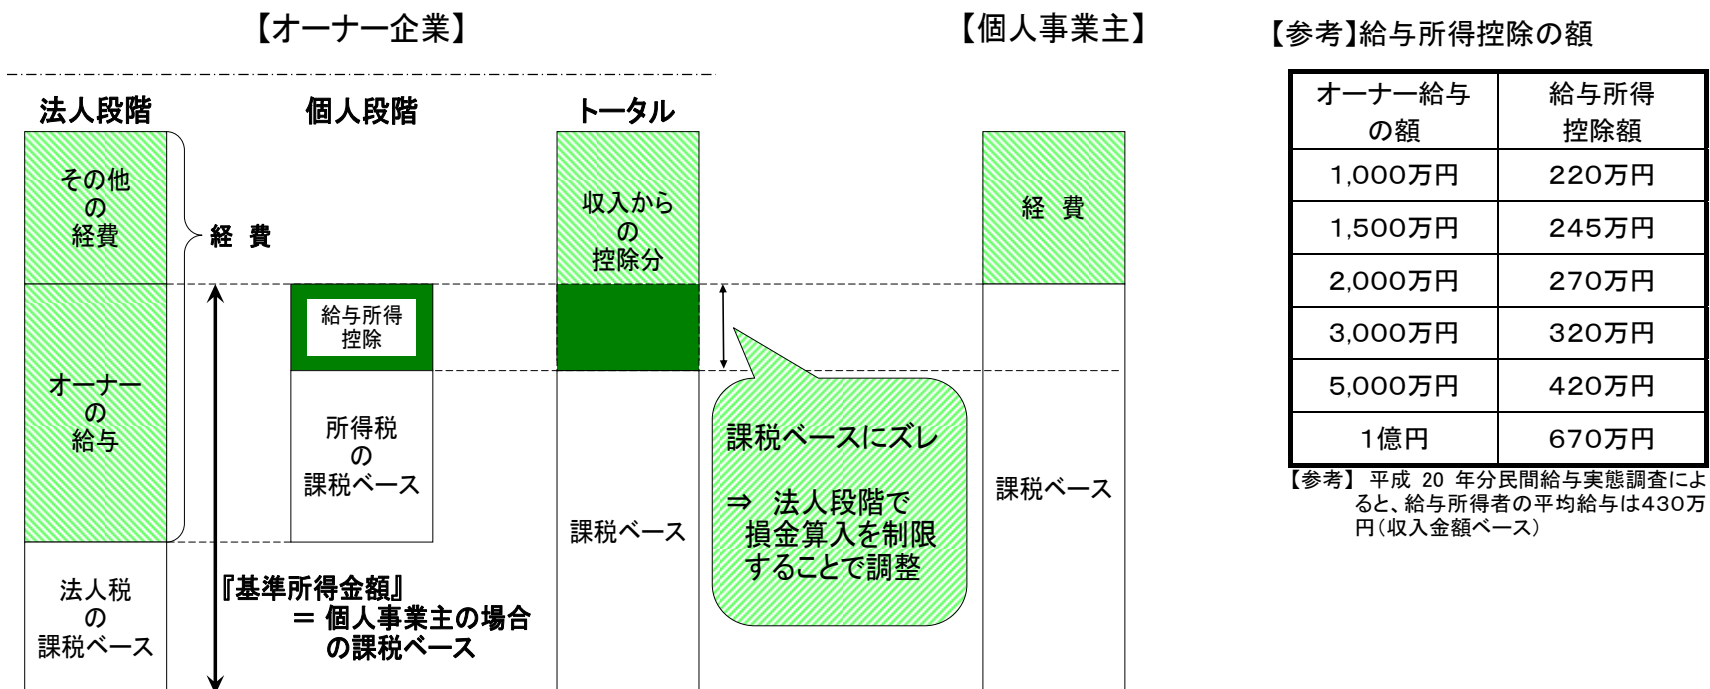 【オーナー企業】
法人段階
個人段階
トータル
その他
の
経費
オーナー
の
給与
法人税
の
課税ベース
経 費
給与所得
控除
所得税
の
課税ベース
『基準所得金額』
＝ 個人事業主の場合
の課税ベース
収入から
の
控除分
課税ベース
課税ベースにズレ
⇒ 法人段階で
損金算入を制限
することで調整
【個人事業主】
経 費
課税ベース
【参考】給与所得控除の額
オーナー給与
の額
給与所得
控除額
1,000万円 220万円
1,500万円 245万円
2,000万円 270万円
3,000万円 320万円
5,000万円 420万円
1億円 670万円
【参考】 平成 20 年分民間給与実態調査によ
ると、給与所得者の平均給与は430万
円(収入金額ベース)